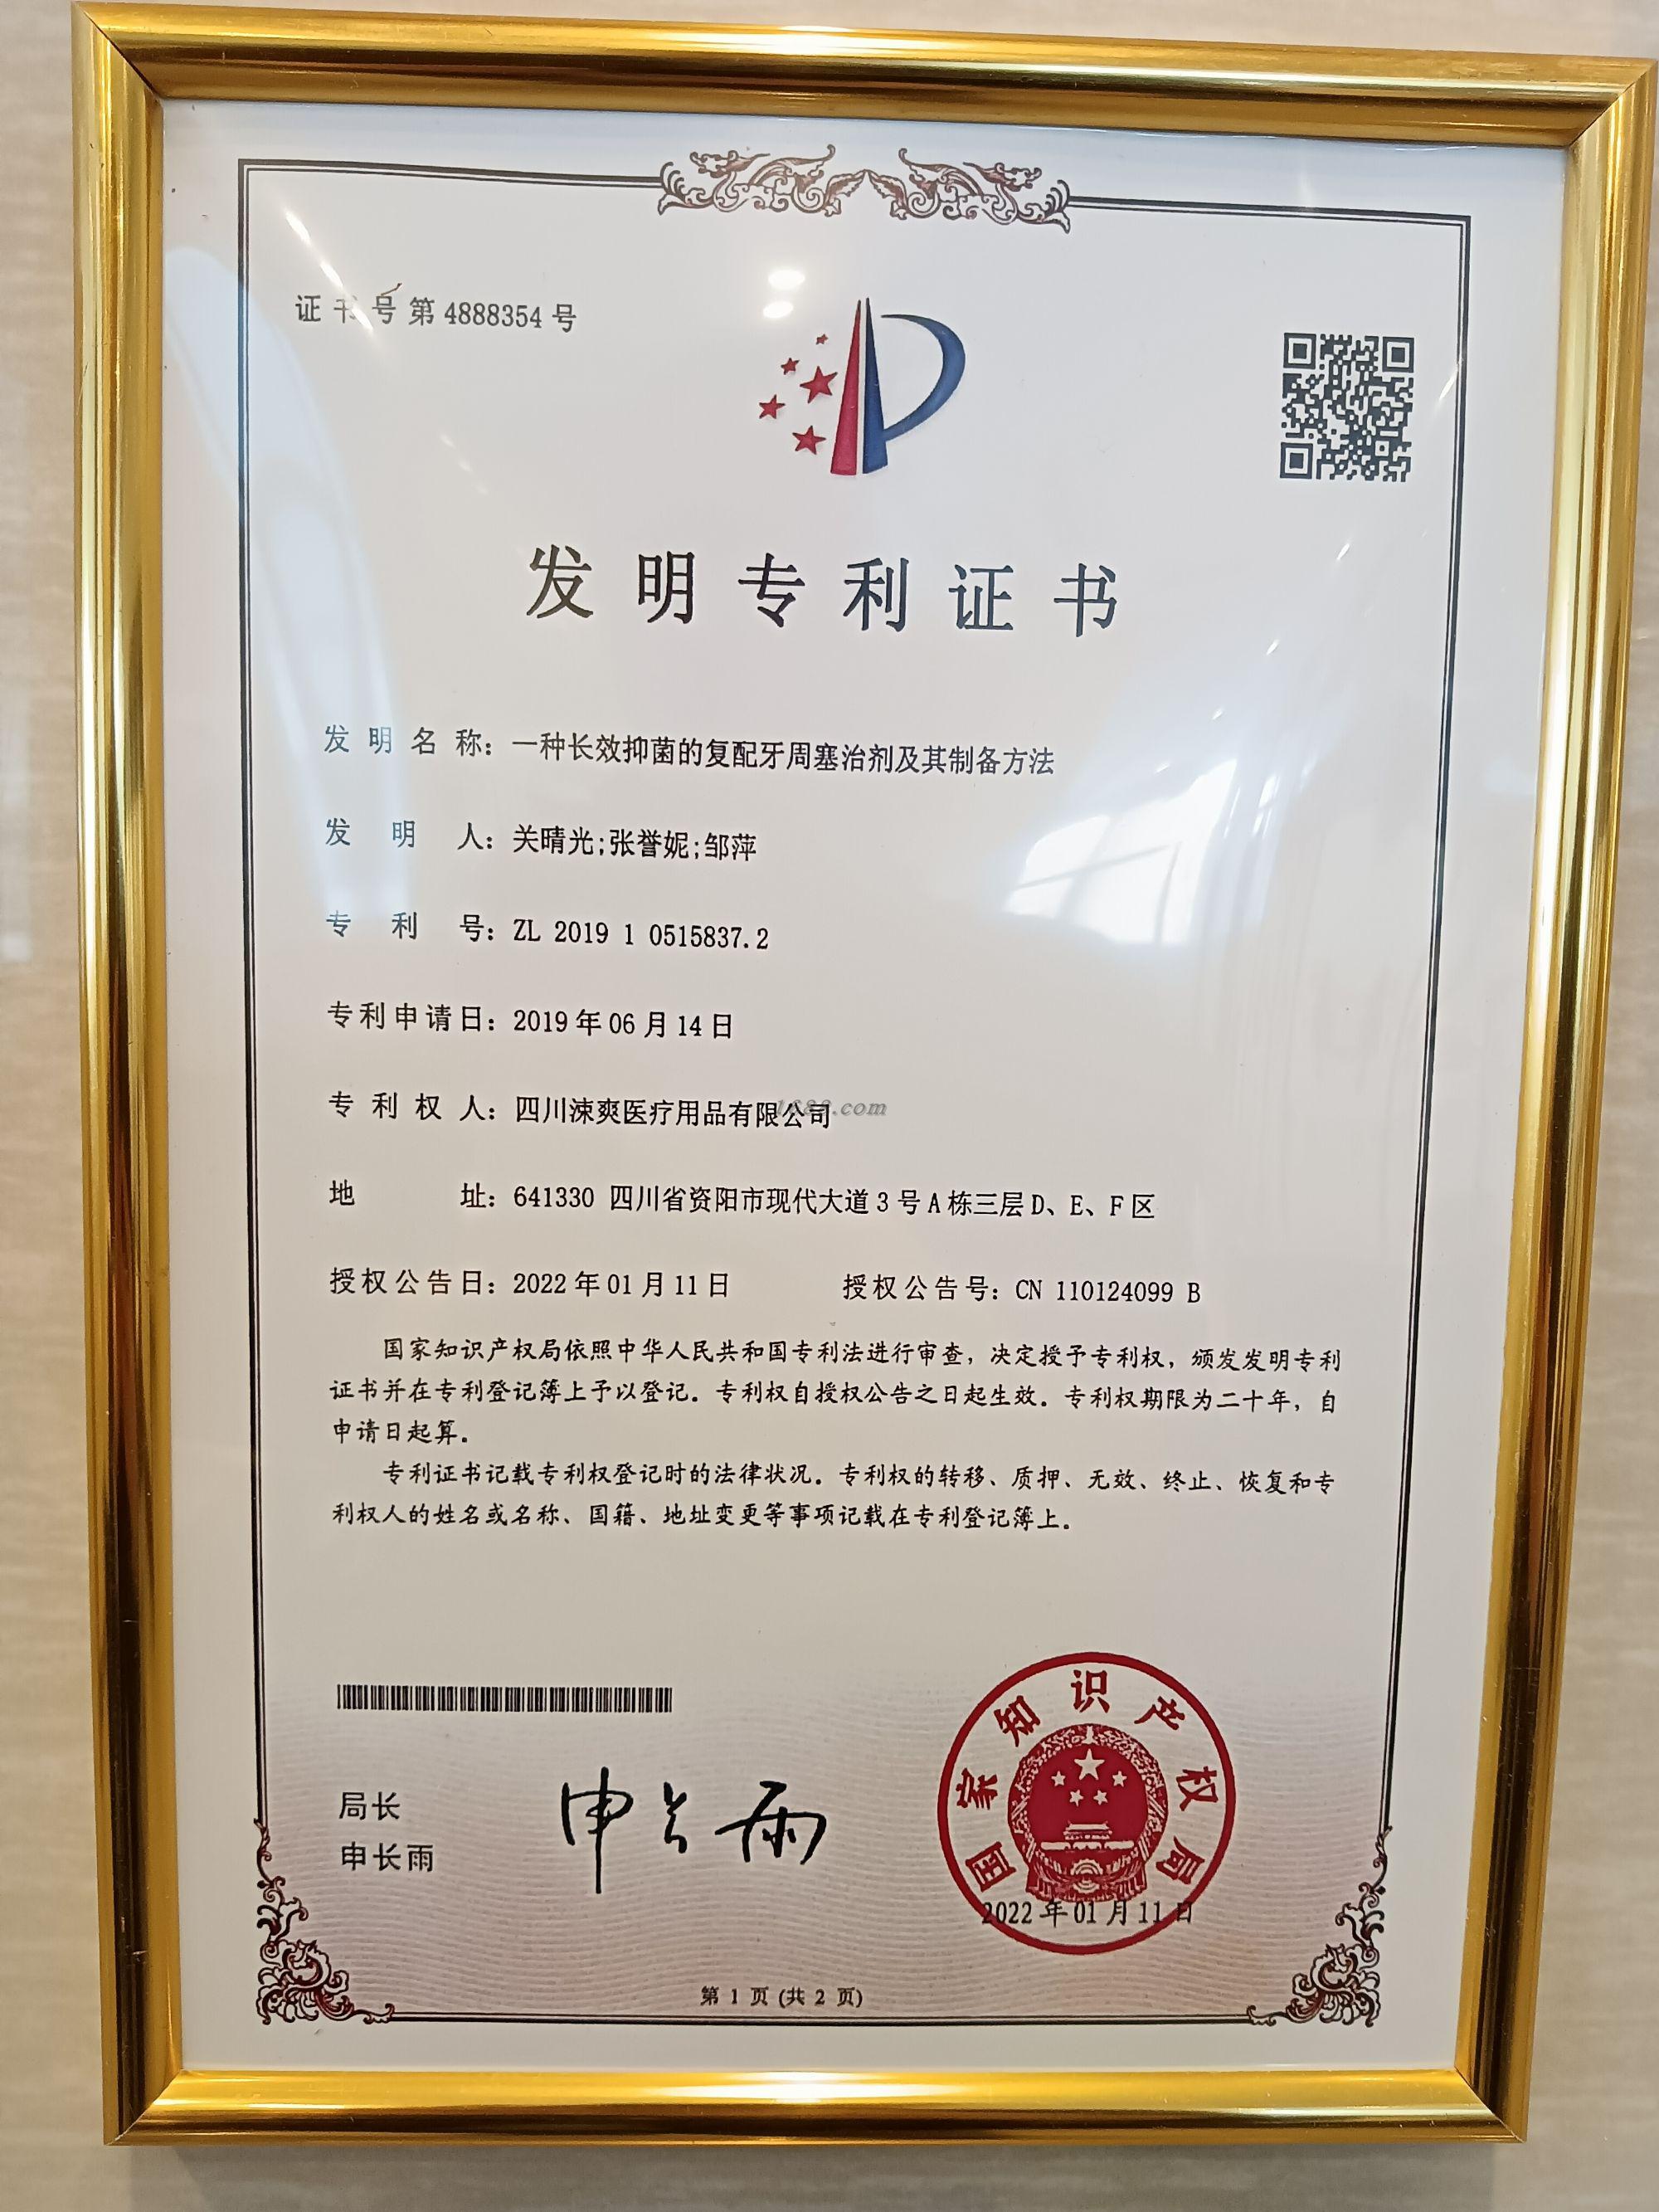 证书号第4888354号
发明专利证书
发明名称：一种长效抑菌的复配牙周塞治剂及其制备方法
发明人：关晴光;张誉妮;邹萍
专利号：ZL 2019 1 0515837.2
专利申请日：2019年06月14日
专利权人：四川涑爽医疗用品有限公司
1688.com
地址：641330 四川省资阳市现代大道3号A栋三层D、E、F区
授权公告日：2022年01月11日 授权公告号：CN 110124099 B
国家知识产权局依照中华人民共和国专利法进行审查，决定授予专利权，颁发发明专利
证书并在专利登记簿上予以登记。专利权自授权公告之日起生效。专利权期限为二十年，自
申请日起算。
专利证书记载专利权登记时的法律状况。专利权的转移、质押、无效、终止、恢复和专
利权人的姓名或名称、国籍、地址变更等事项记载在专利登记簿上。
局长
申长雨
申长雨
国家知识产权局
2022年01月11日
第 1 页 (共 2 页)